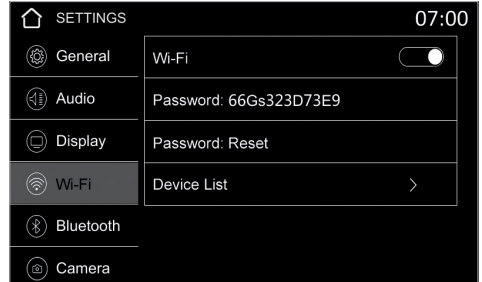 SETTINGS 07:00
General
Audio
Display
Wi-Fi
Bluetooth
Camera
Wi-Fi
Password: 66Gs323D73E9
Password: Reset
Device List